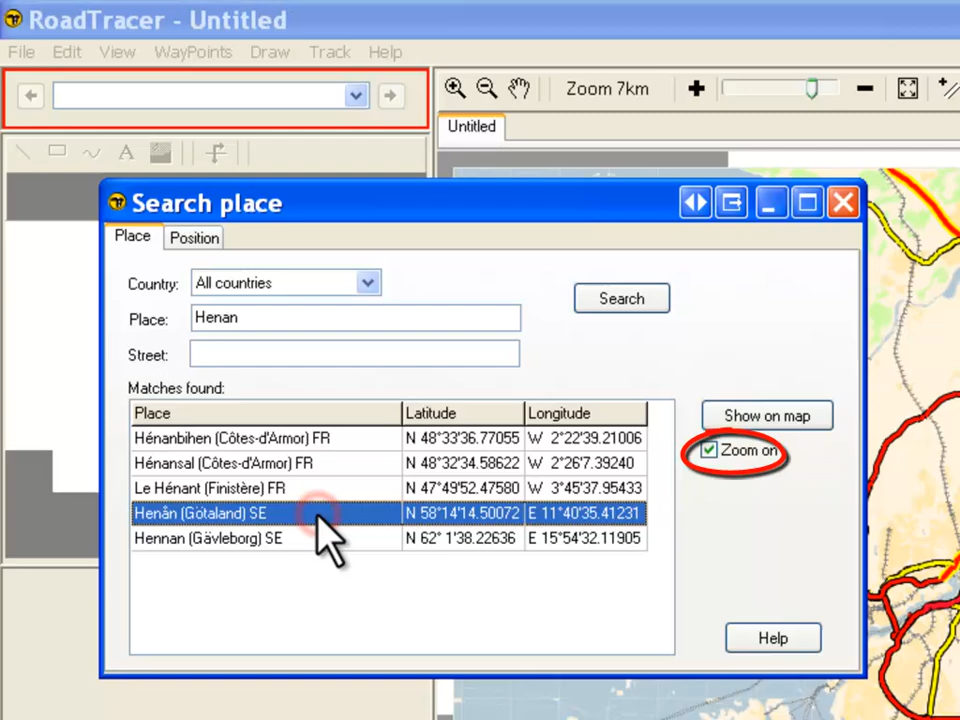 RoadTracer - Untitled
File Edit View WayPoints Draw Track Help
Zoom 7km
Untitled
A
Search place
Place Position
Country: All countries
Search
Place: Henan
Street:
Matches found:
Place Latitude Longitude
Show on map
Hénanbihen (Côtes-d'Armor) FR N 48°33'36.77055 W 2°22'39.21006
Zoom on
Hénansal (Côtes-d'Armor) FR N 48°32'34.58622 W 2°26'7.39240
Le Hénant (Finistère) FR N 47°49'52.47580 W 3°45'37.95433
Henån (Götaland) SE N 58°14'14.50072 E 11°40'35.41231
Hennan (Gävleborg) SE N 62° 1'38.22636 E 15°54'32.11905
Help